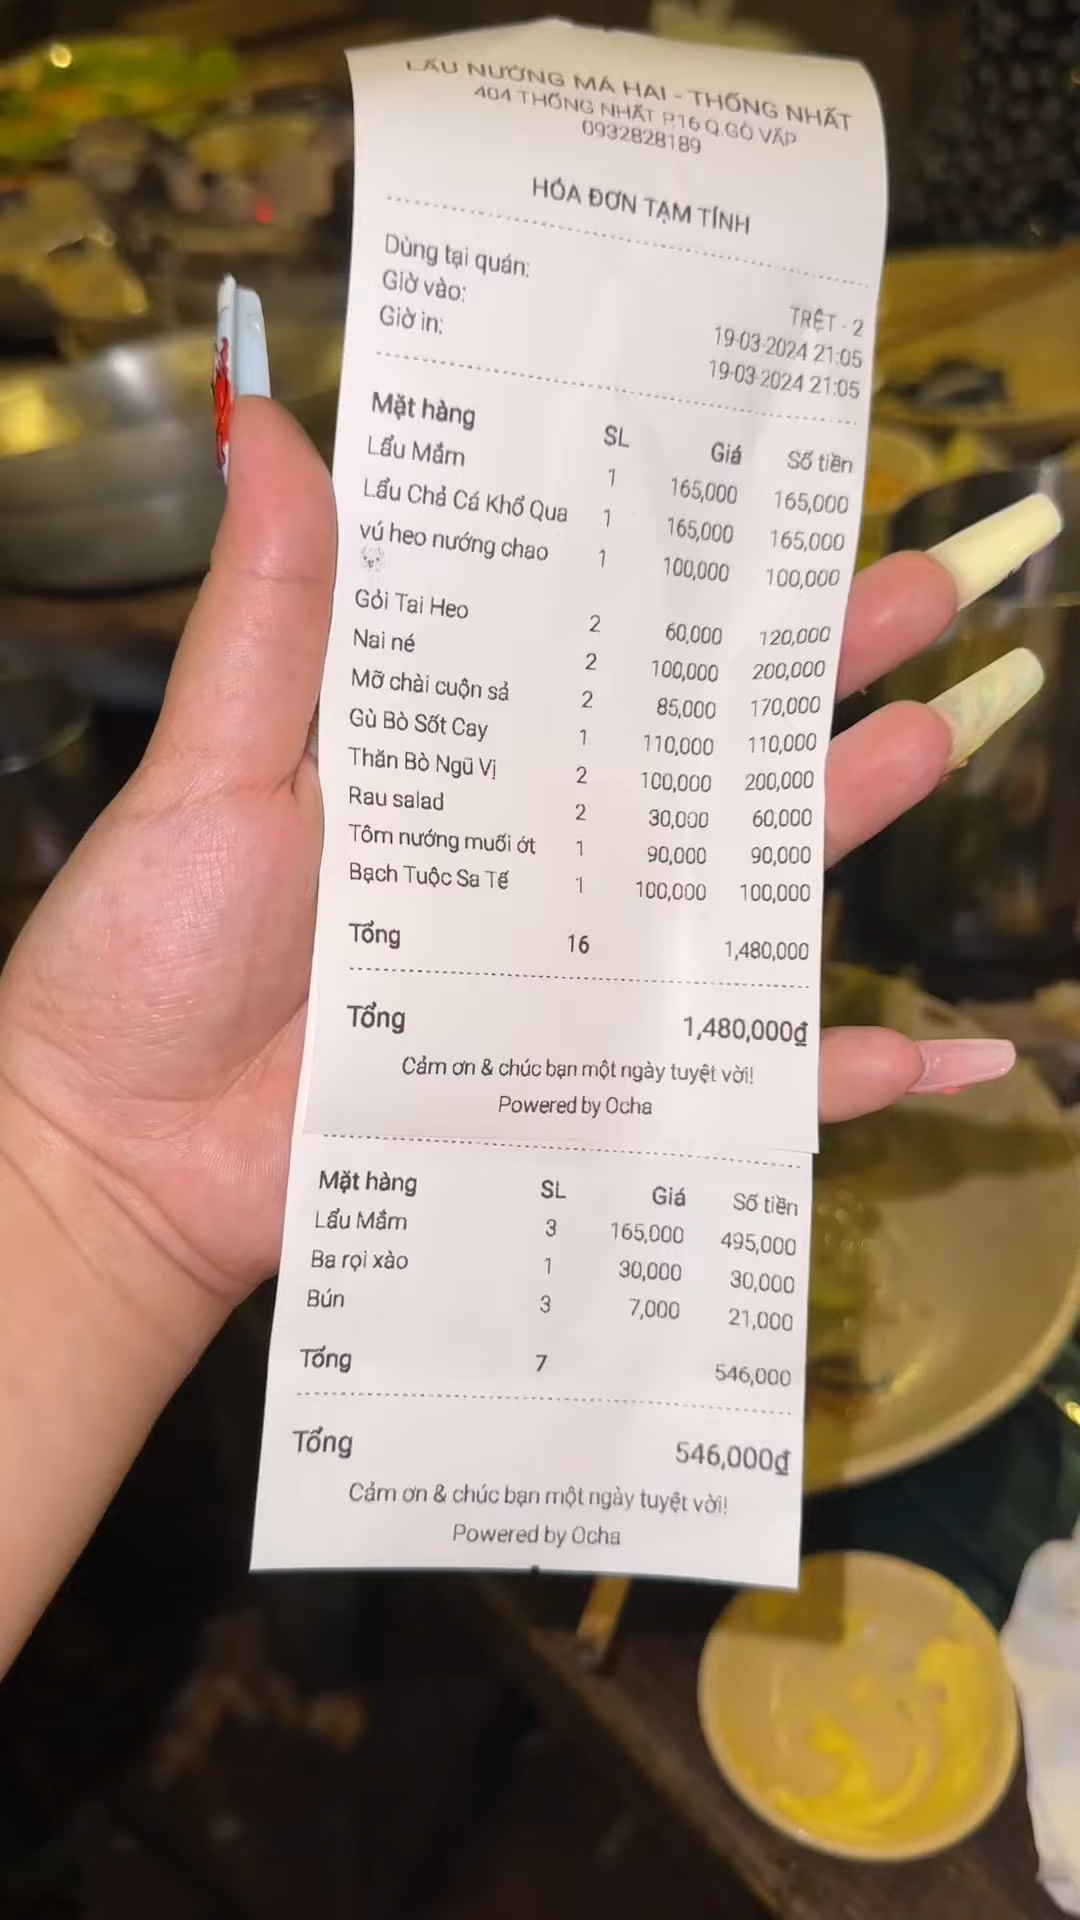 LẨU NƯỚNG MÁ HAI - THỐNG NHẤT
404 THỐNG NHẤT P.16 Q.GÒ VẤP
0932828189
HÓA ĐƠN TẠM TÍNH
Dùng tại quán: TRỆT - 2
Giờ vào: 19-03-2024 21:05
Giờ in: 19-03-2024 21:05
Mặt hàng SL Giá Số tiền
Lẩu Mắm 1 165,000 165,000
Lẩu Chả Cá Khổ Qua 1 165,000 165,000
vú heo nướng chao 1 100,000 100,000
Gỏi Tai Heo 2 60,000 120,000
Nai né 2 100,000 200,000
Mỡ chài cuộn sả 2 85,000 170,000
Gù Bò Sốt Cay 1 110,000 110,000
Thăn Bò Ngũ Vị 2 100,000 200,000
Rau salad 2 30,000 60,000
Tôm nướng muối ớt 1 90,000 90,000
Bạch Tuộc Sa Tế 1 100,000 100,000
Tổng 16 1,480,000
Tổng 1,480,000₫
Cảm ơn & chúc bạn một ngày tuyệt vời!
Powered by Ocha
Mặt hàng SL Giá Số tiền
Lẩu Mắm 3 165,000 495,000
Ba rọi xào 1 30,000 30,000
Bún 3 7,000 21,000
Tổng 7 546,000
Tổng 546,000₫
Cảm ơn & chúc bạn một ngày tuyệt vời!
Powered by Ocha